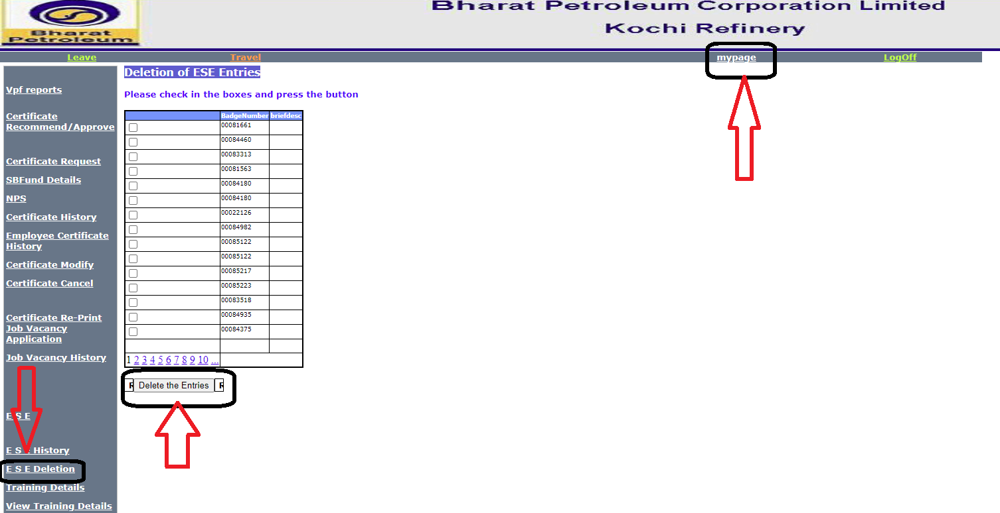 Bharat Petroleum Corporation Limited
Kochi Refinery
Bharat
Petroleum
Leave Travel mypage LogOff
Vpf reports
Certificate
Recommend/Approve
Certificate Request
SBFund Details
NPS
Certificate History
Employee Certificate
History
Certificate Modify
Certificate Cancel
Certificate Re-Print
Job Vacancy
Application
Job Vacancy History
E S E
E S E History
E S E Deletion
Training Details
View Training Details
Deletion of ESE Entries
Please check in the boxes and press the button
BadgeNumber briefdesc
00081661
00084460
00083313
00081563
00084180
00084180
00022126
00084982
00085122
00085122
00085217
00085223
00083518
00084935
00084375
1 2 3 4 5 6 7 8 9 10 ...
R Delete the Entries R